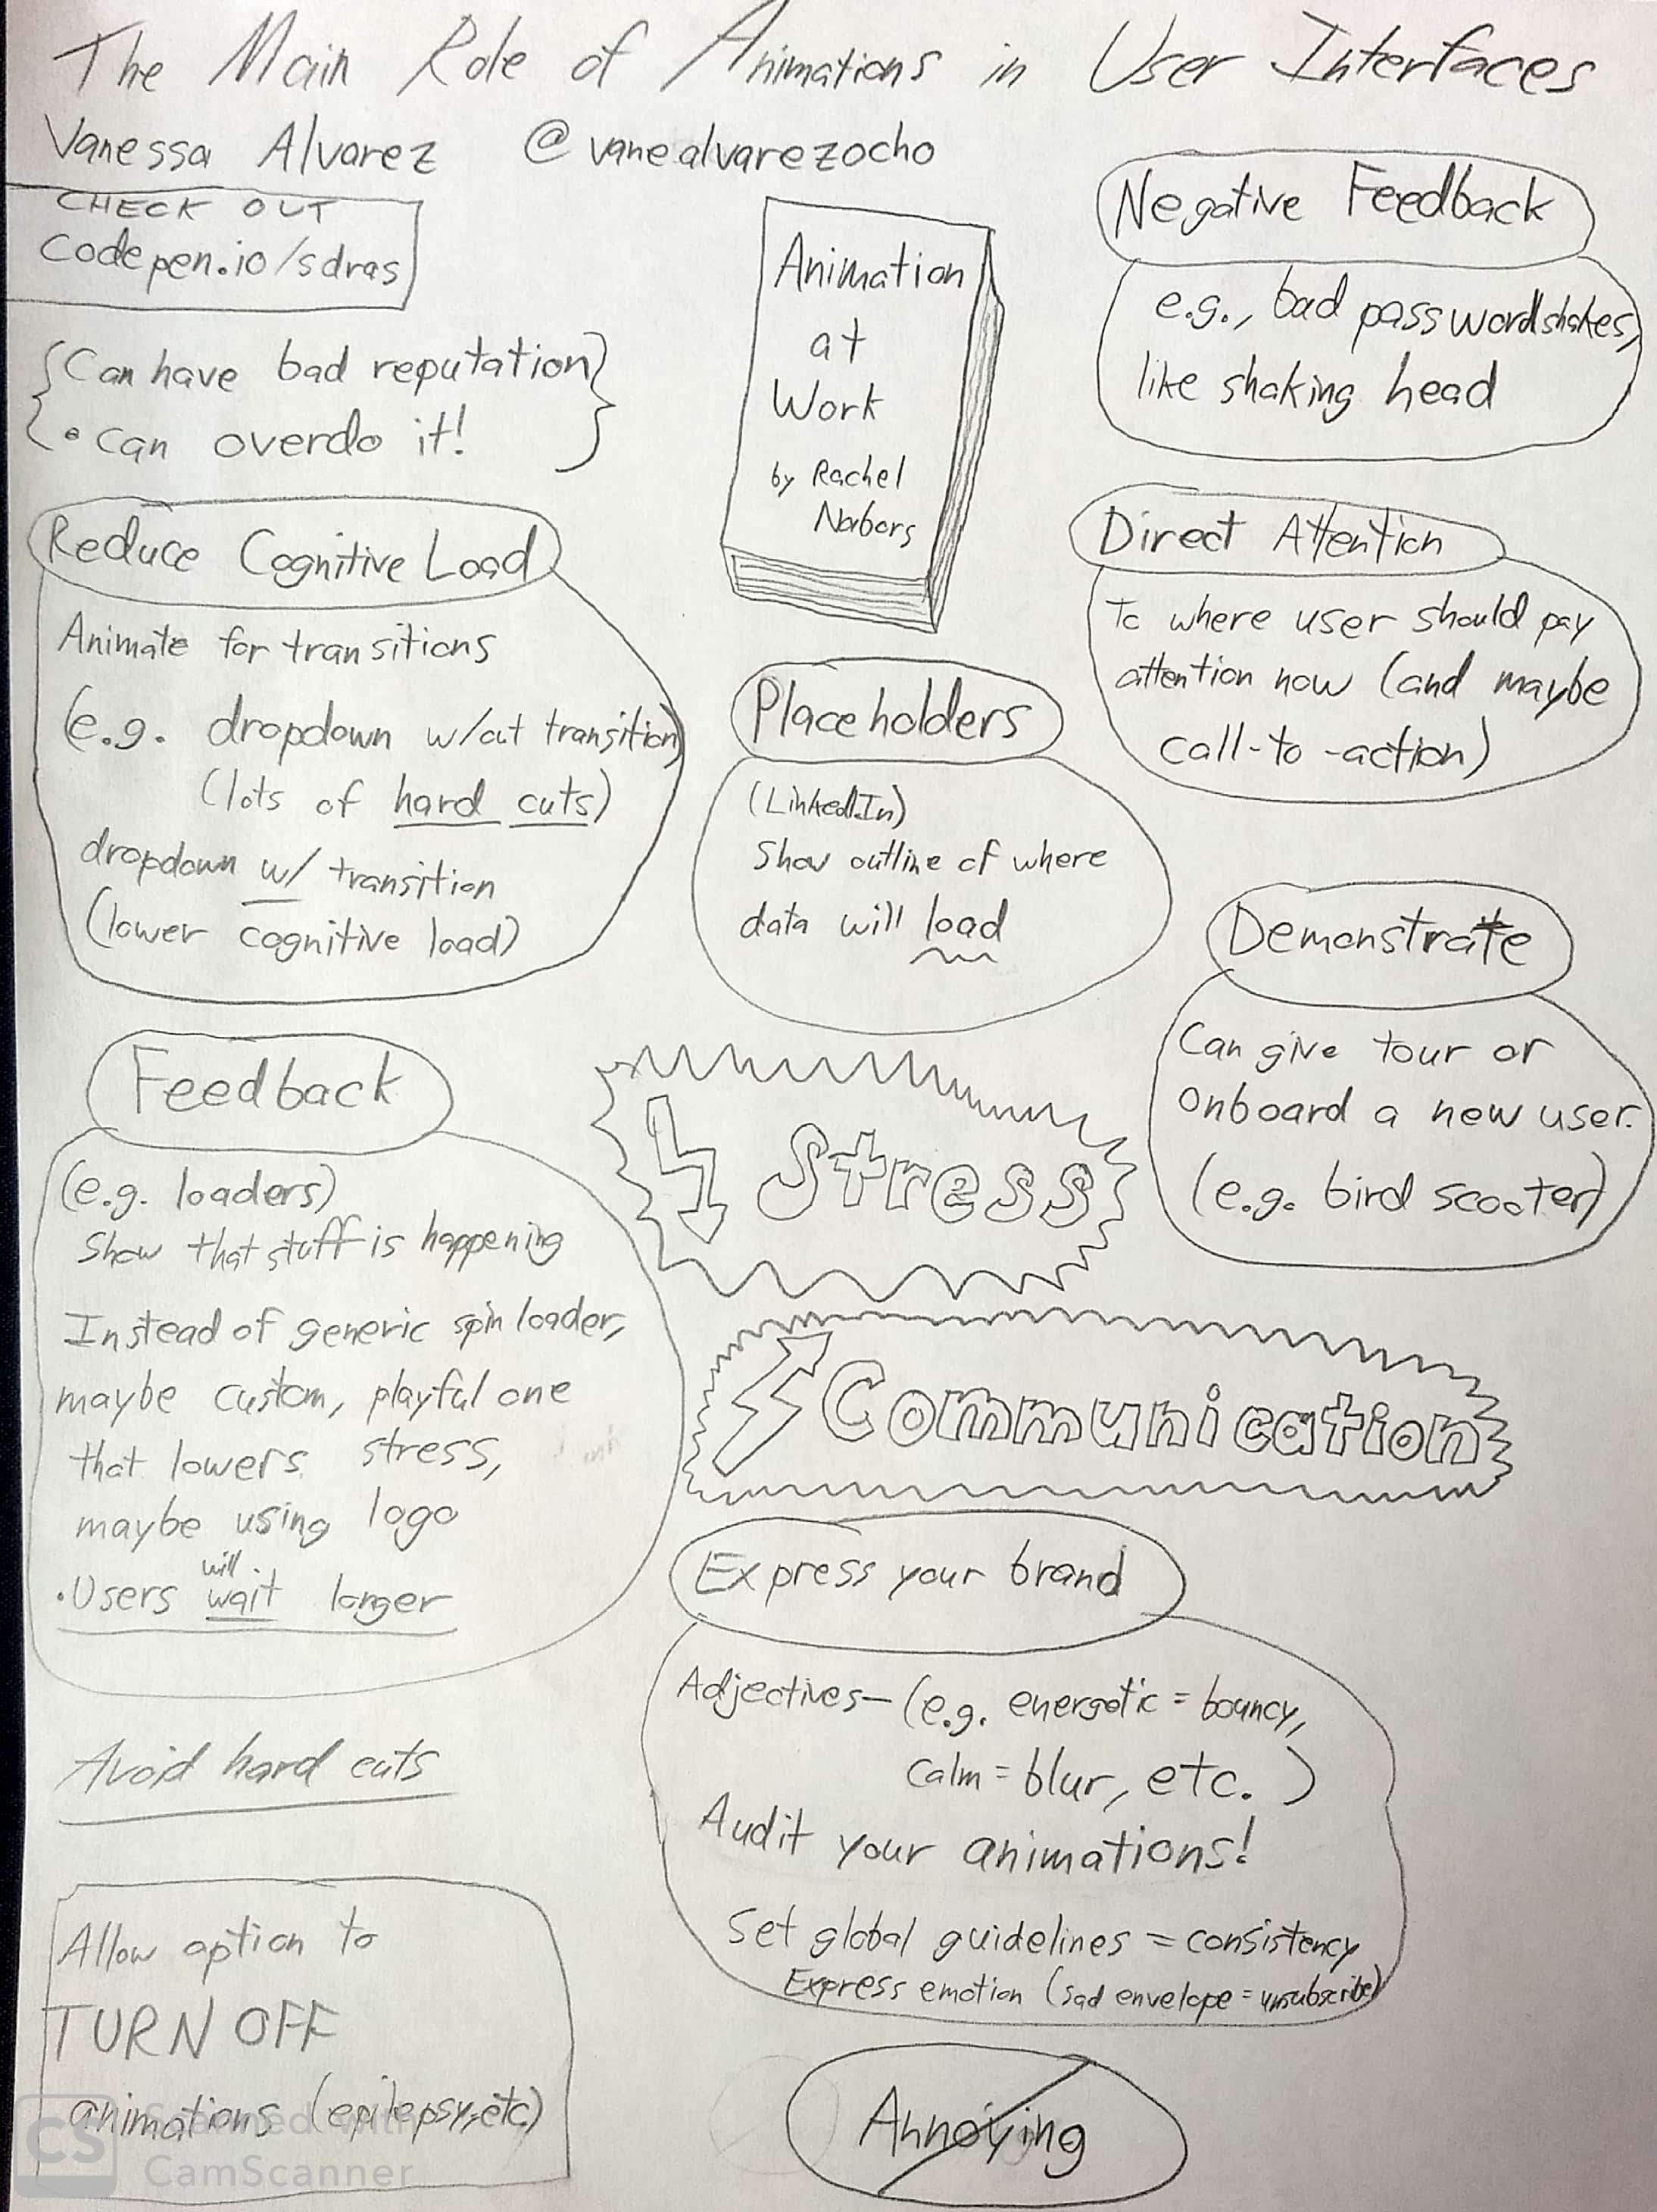 The Main Role of Animations in User Interfaces
Vanessa Alvarez @vanealvarezocho
CHECK OUT
Codepen.io/sdras
{Can have bad reputation}
• can overdo it!
Reduce Cognitive Load
Animate for transitions
(e.g. dropdown w/out transition)
(lots of hard cuts)
dropdown w/ transition
(lower cognitive load)
Feedback
(e.g. loaders)
Show that stuff is happening
Instead of generic spin loader,
maybe custom, playful one
that lowers stress,
maybe using logo
• Users will wait longer
Avoid hard cuts
Allow option to
TURN OFF
animations (epilepsy, etc)
Animation
at
Work
by Rachel
Nabors
Placeholders
(LinkedIn)
Show outline of where
data will load
Stress
Communication
Express your brand
Adjectives— (e.g. energetic = bouncy,
calm = blur, etc. )
Audit your animations!
Set global guidelines = consistency
Express emotion (sad envelope = unsubscribe)
Annoying
Negative Feedback
e.g., bad password shakes,
like shaking head
Direct Attention
To where user should pay
attention now (and maybe
call-to-action)
Demonstrate
Can give tour or
onboard a new user.
(e.g. bird scooter)
CS Scanned with
CamScanner